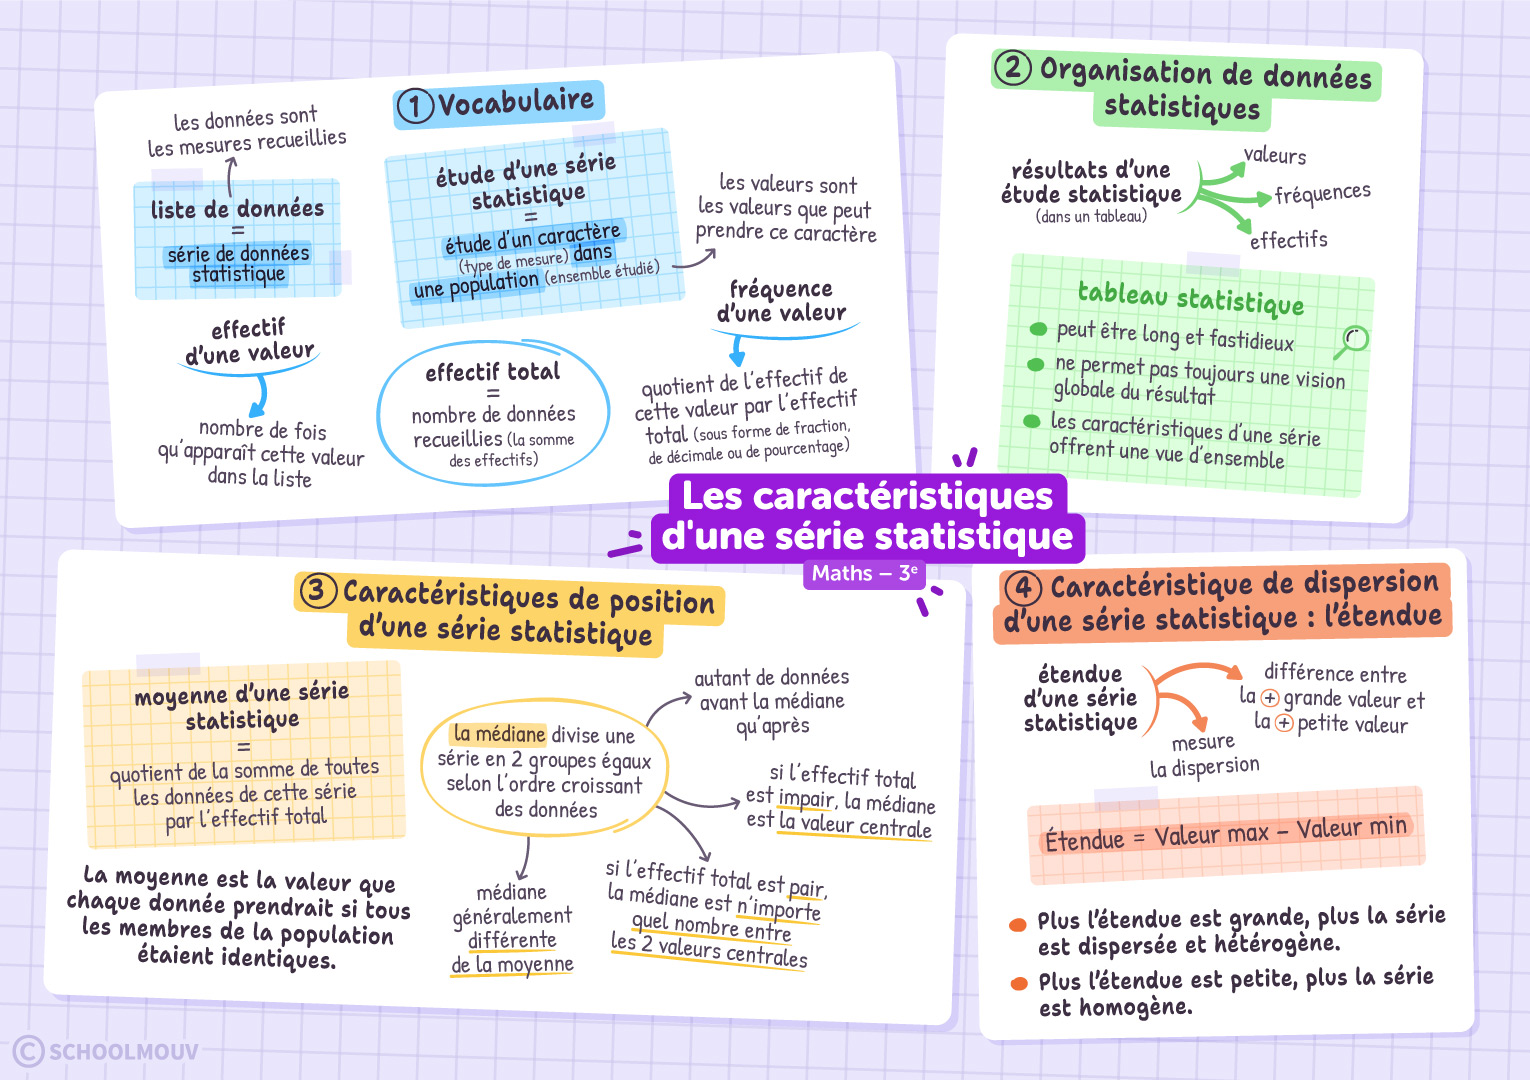 1 Vocabulaire
les données sont
les mesures recueillies
liste de données
=
série de données
statistique
étude d'une série
statistique
=
étude d'un caractère
(type de mesure) dans
une population (ensemble étudié)
les valeurs sont
les valeurs que peut
prendre ce caractère
effectif
d'une valeur
nombre de fois
qu'apparaît cette valeur
dans la liste
effectif total
=
nombre de données
recueillies (la somme
des effectifs)
fréquence
d'une valeur
quotient de l'effectif de
cette valeur par l'effectif
total (sous forme de fraction,
de décimale ou de pourcentage)
2 Organisation de données
statistiques
résultats d'une
étude statistique
(dans un tableau)
valeurs
fréquences
effectifs
tableau statistique
peut être long et fastidieux
ne permet pas toujours une vision
globale du résultat
les caractéristiques d'une série
offrent une vue d'ensemble
Les caractéristiques
d'une série statistique
Maths – 3e
3 Caractéristiques de position
d'une série statistique
moyenne d'une série
statistique
=
quotient de la somme de toutes
les données de cette série
par l'effectif total
La moyenne est la valeur que
chaque donnée prendrait si tous
les membres de la population
étaient identiques.
la médiane divise une
série en 2 groupes égaux
selon l'ordre croissant
des données
autant de données
avant la médiane
qu'après
si l'effectif total
est impair, la médiane
est la valeur centrale
si l'effectif total est pair,
la médiane est n'importe
quel nombre entre
les 2 valeurs centrales
médiane
généralement
différente
de la moyenne
4 Caractéristique de dispersion
d'une série statistique : l'étendue
étendue
d'une série
statistique
différence entre
la + grande valeur et
la + petite valeur
mesure
la dispersion
Étendue = Valeur max – Valeur min
Plus l'étendue est grande, plus la série
est dispersée et hétérogène.
Plus l'étendue est petite, plus la série
est homogène.
© SCHOOLMOUV